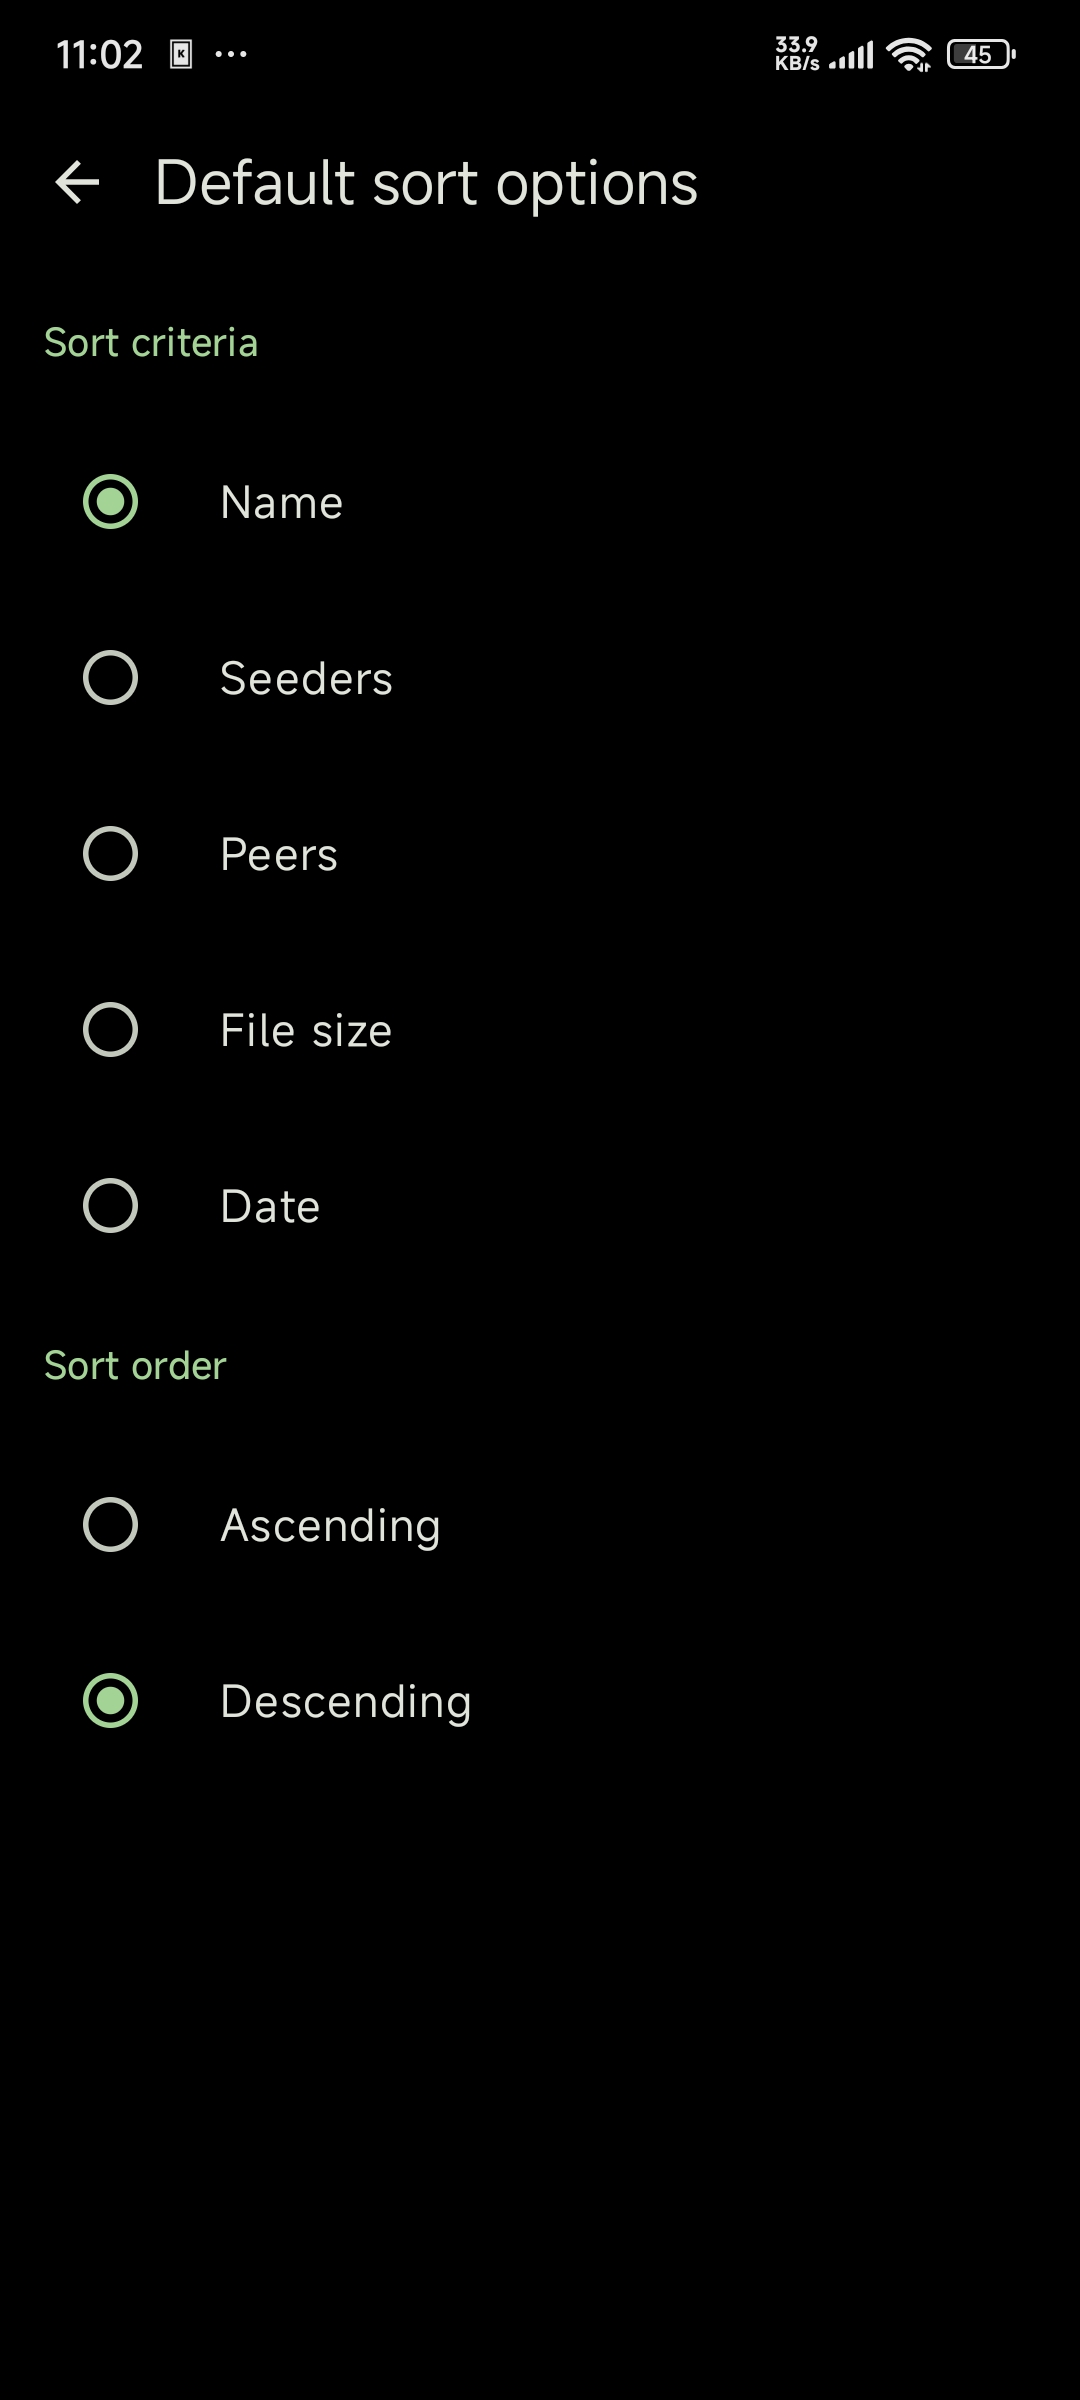 11:02 K ...
33.9
KB/s
45
Default sort options
Sort criteria
Name
Seeders
Peers
File size
Date
Sort order
Ascending
Descending